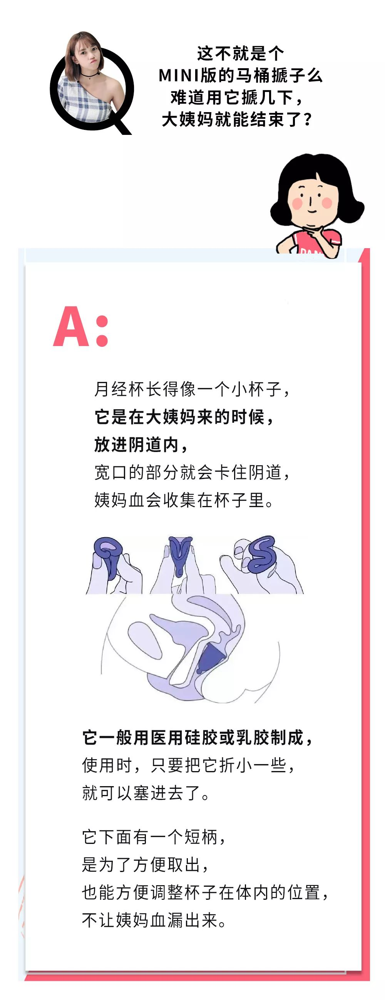 Q
这不就是个
MINI版的马桶搋子么
难道用它搋几下，
大姨妈就能结束了？
A:
月经杯长得像一个小杯子，
它是在大姨妈来的时候，
放进阴道内，
宽口的部分就会卡住阴道，
姨妈血会收集在杯子里。
它一般用医用硅胶或乳胶制成，
使用时，只要把它折小一些，
就可以塞进去了。
它下面有一个短柄，
是为了方便取出，
也能方便调整杯子在体内的位置，
不让姨妈血漏出来。